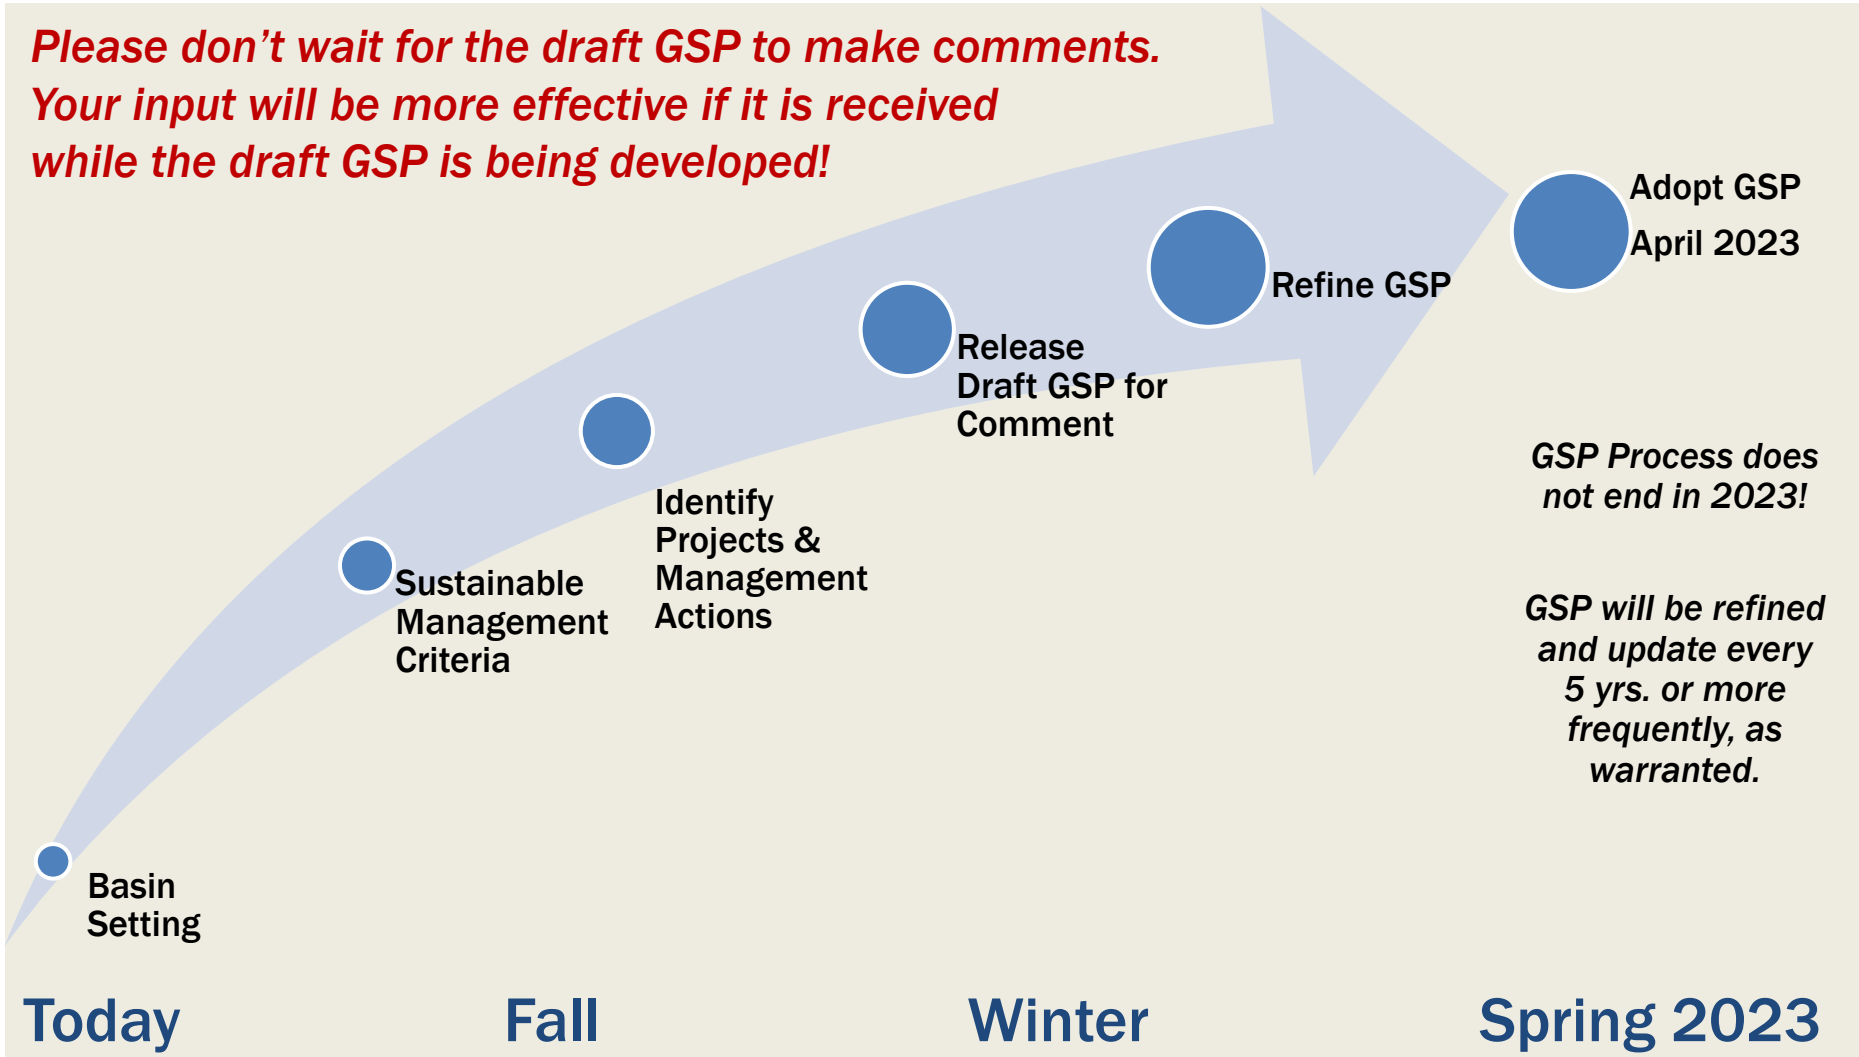 Please don’t wait for the draft GSP to make comments.
Your input will be more effective if it is received
while the draft GSP is being developed!
Basin
Setting
Sustainable
Management
Criteria
Identify
Projects &
Management
Actions
Release
Draft GSP for
Comment
Refine GSP
Adopt GSP
April 2023
GSP Process does
not end in 2023!
GSP will be refined
and update every
5 yrs. or more
frequently, as
warranted.
Today
Fall
Winter
Spring 2023